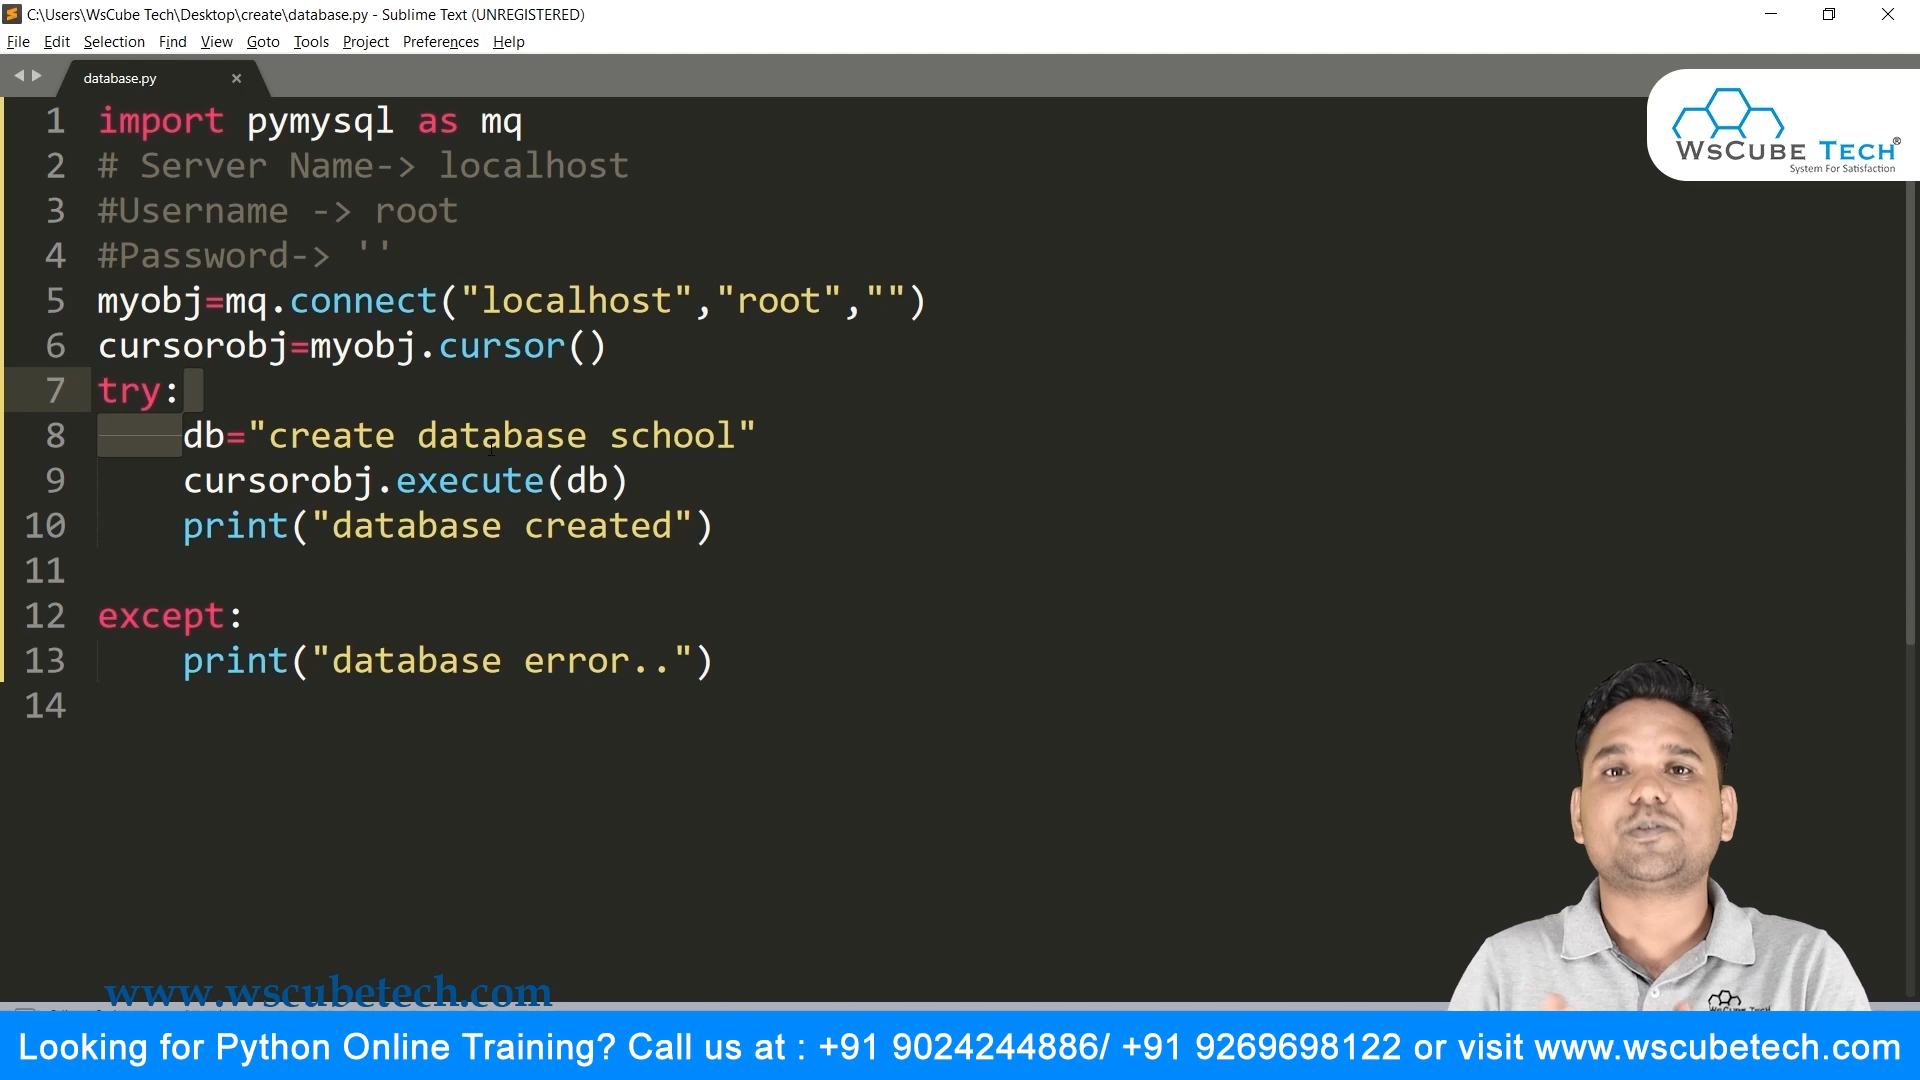 C:\Users\WsCube Tech\Desktop\create\database.py - Sublime Text (UNREGISTERED)
File Edit Selection Find View Goto Tools Project Preferences Help
database.py
WsCube Tech®
System For Satisfaction
1 import pymysql as mq
2 # Server Name-> localhost
3 #Username -> root
4 #Password-> ''
5 myobj=mq.connect("localhost","root","")
6 cursorobj=myobj.cursor()
7 try:
8 db="create database school"
9 cursorobj.execute(db)
10 print("database created")
11
12 except:
13 print("database error..")
14
www.wscubetech.com
Looking for Python Online Training? Call us at : +91 9024244886/ +91 9269698122 or visit www.wscubetech.com